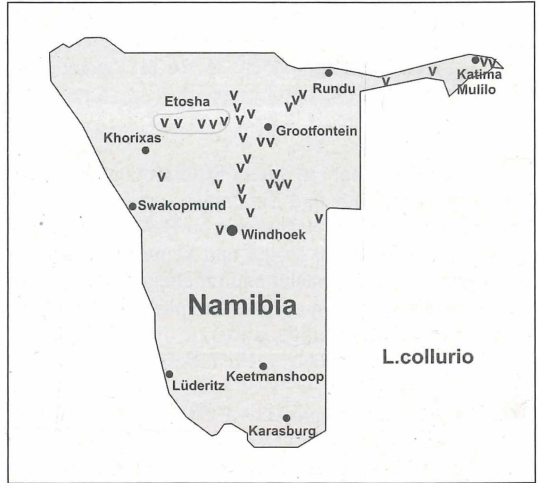 v v v
Katima
Mulilo
v
v
Rundu
v
v
v v
v
v
Etosha
v v v v v
v
v
Grootfontein
v
v v
Khorixas
v
v
v
v
v
v v v
v
v
v
Swakopmund
v
v
v
Windhoek
Namibia
L.collurio
Keetmanshoop
Lüderitz
Karasburg